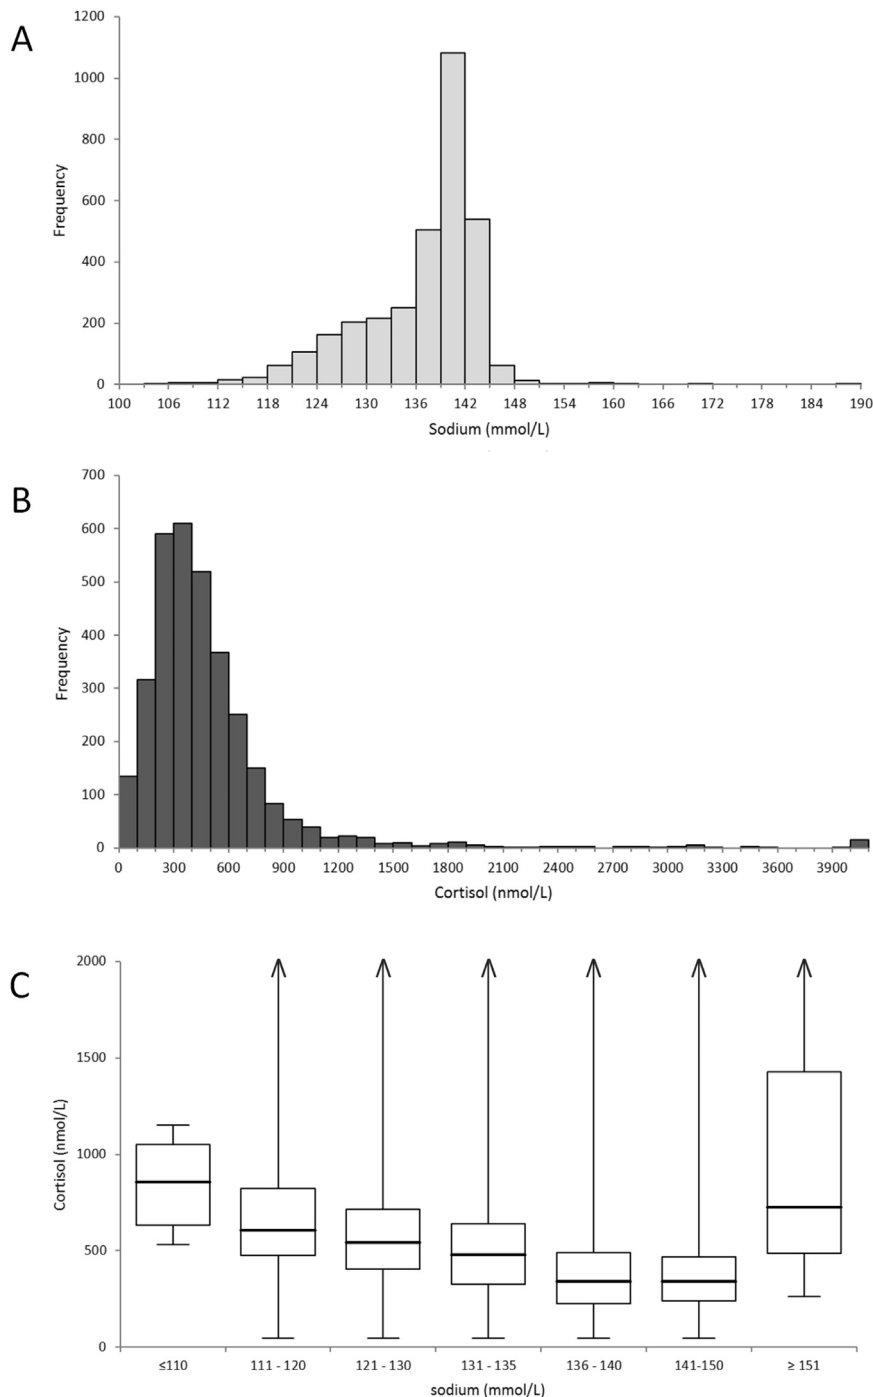 A
1200
1000
800
600
400
200
0
Frequency
100 106 112 118 124 130 136 142 148 154 160 166 172 178 184 190
Sodium (mmol/L)
B
700
600
500
400
300
200
100
0
Frequency
0 300 600 900 1200 1500 1800 2100 2400 2700 3000 3300 3600 3900
Cortisol (nmol/L)
C
2000
1500
1000
500
0
Cortisol (nmol/L)
≤110 111 - 120 121 - 130 131 - 135 136 - 140 141-150 ≥ 151
sodium (mmol/L)